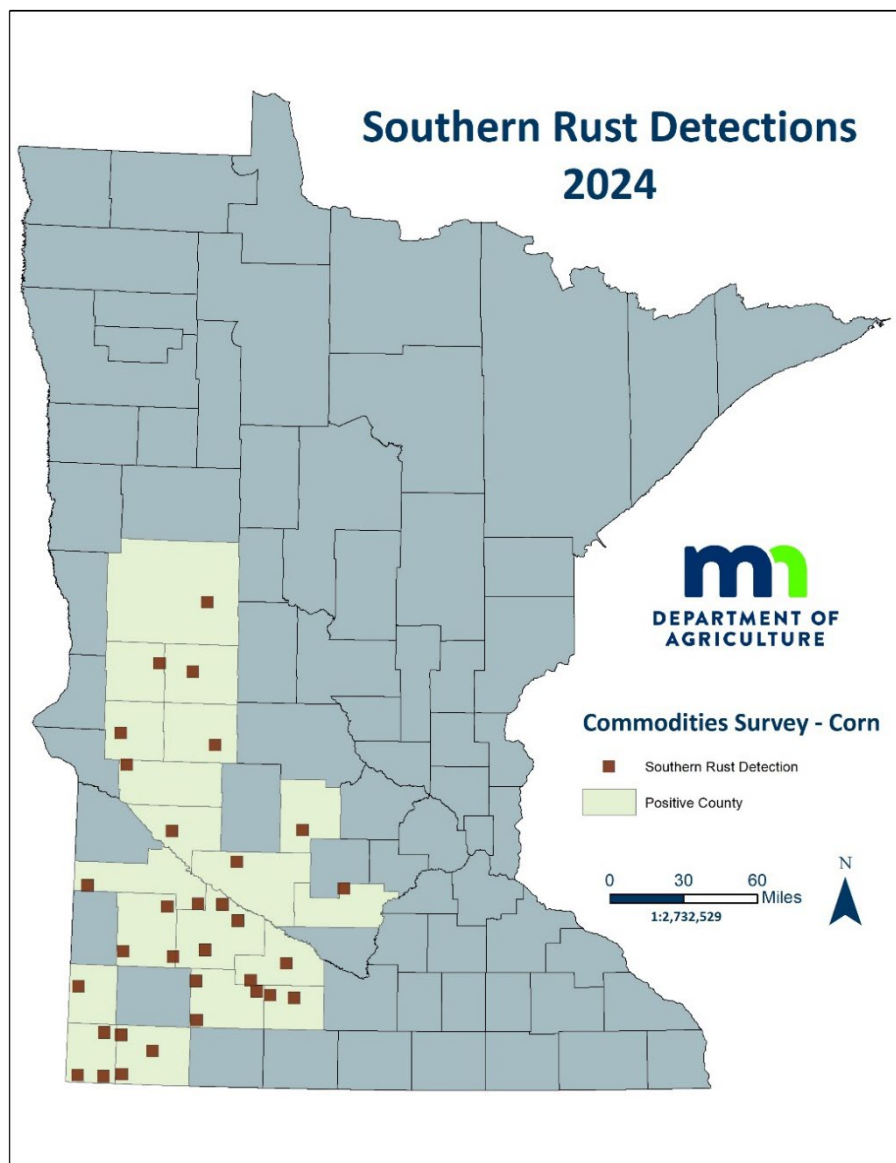 Southern Rust Detections
2024
mn
DEPARTMENT OF
AGRICULTURE
Commodities Survey - Corn
Southern Rust Detection
Positive County
0 30 60
Miles
1:2,732,529
N